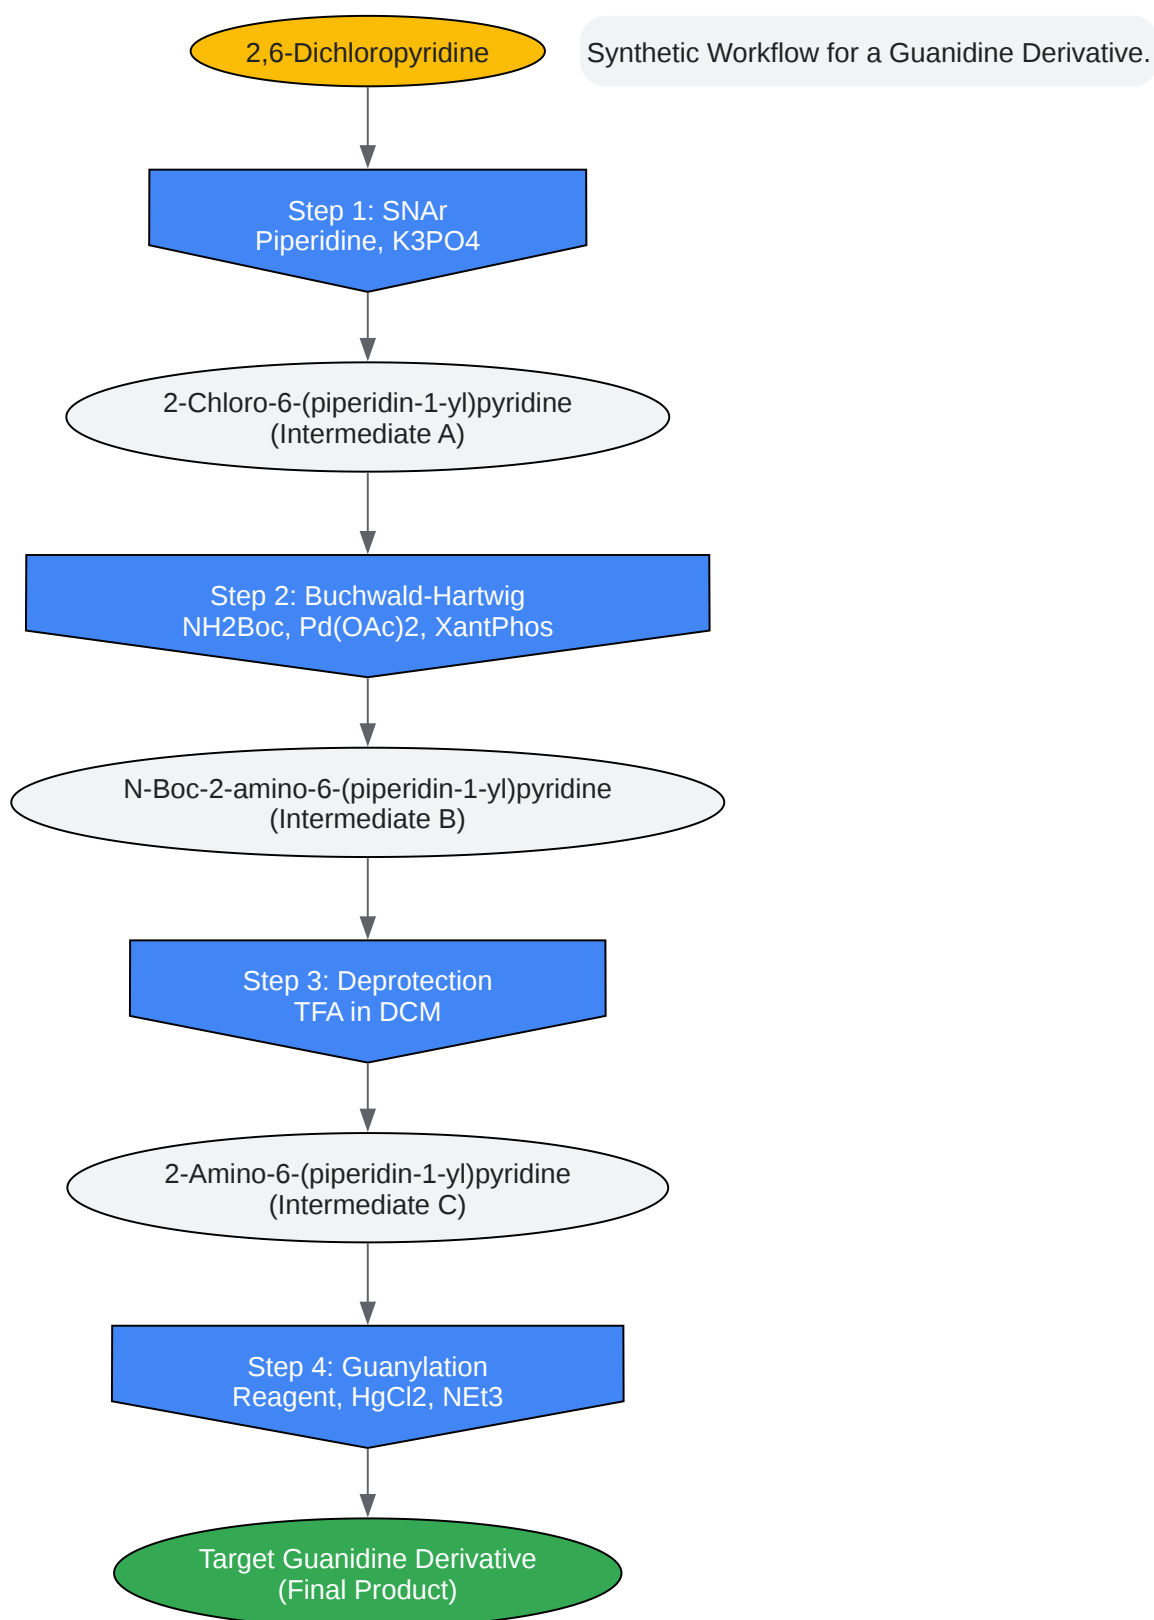 2,6-Dichloropyridine
Synthetic Workflow for a Guanidine Derivative.
Step 1: SNAr
Piperidine, K3PO4
2-Chloro-6-(piperidin-1-yl)pyridine
(Intermediate A)
Step 2: Buchwald-Hartwig
NH2Boc, Pd(OAc)2, XantPhos
N-Boc-2-amino-6-(piperidin-1-yl)pyridine
(Intermediate B)
Step 3: Deprotection
TFA in DCM
2-Amino-6-(piperidin-1-yl)pyridine
(Intermediate C)
Step 4: Guanylation
Reagent, HgCl2, NEt3
Target Guanidine Derivative
(Final Product)